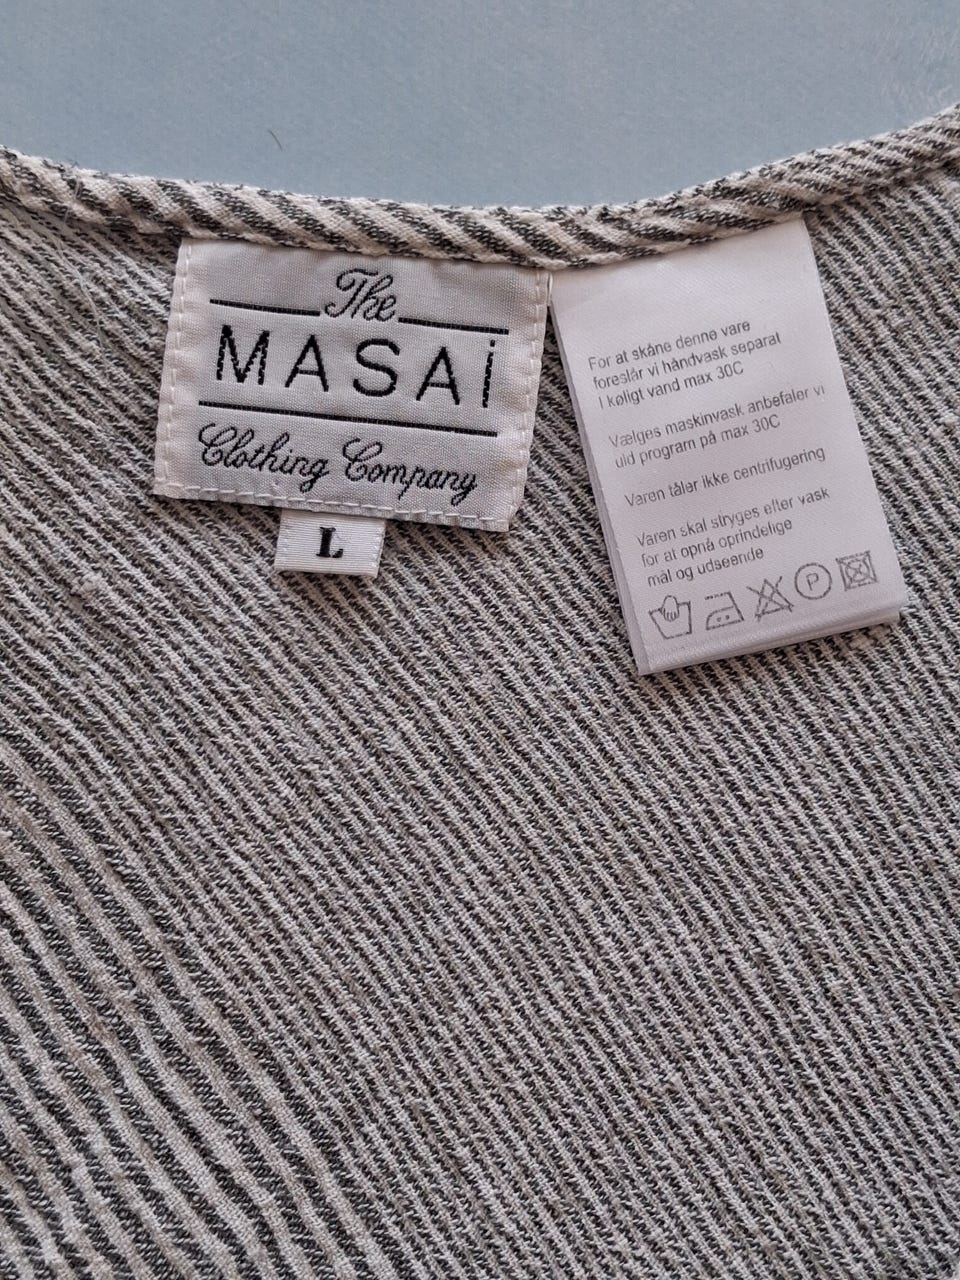 The
MASAi
Clothing Company
L
For at skåne denne vare
foreslår vi håndvask separat
I køligt vand max 30C
Vælges maskinvask anbefaler vi
uld program på max 30C
Varen tåler ikke centrifugering
Varen skal stryges efter vask
for at opnå oprindelige
mål og udseende
P